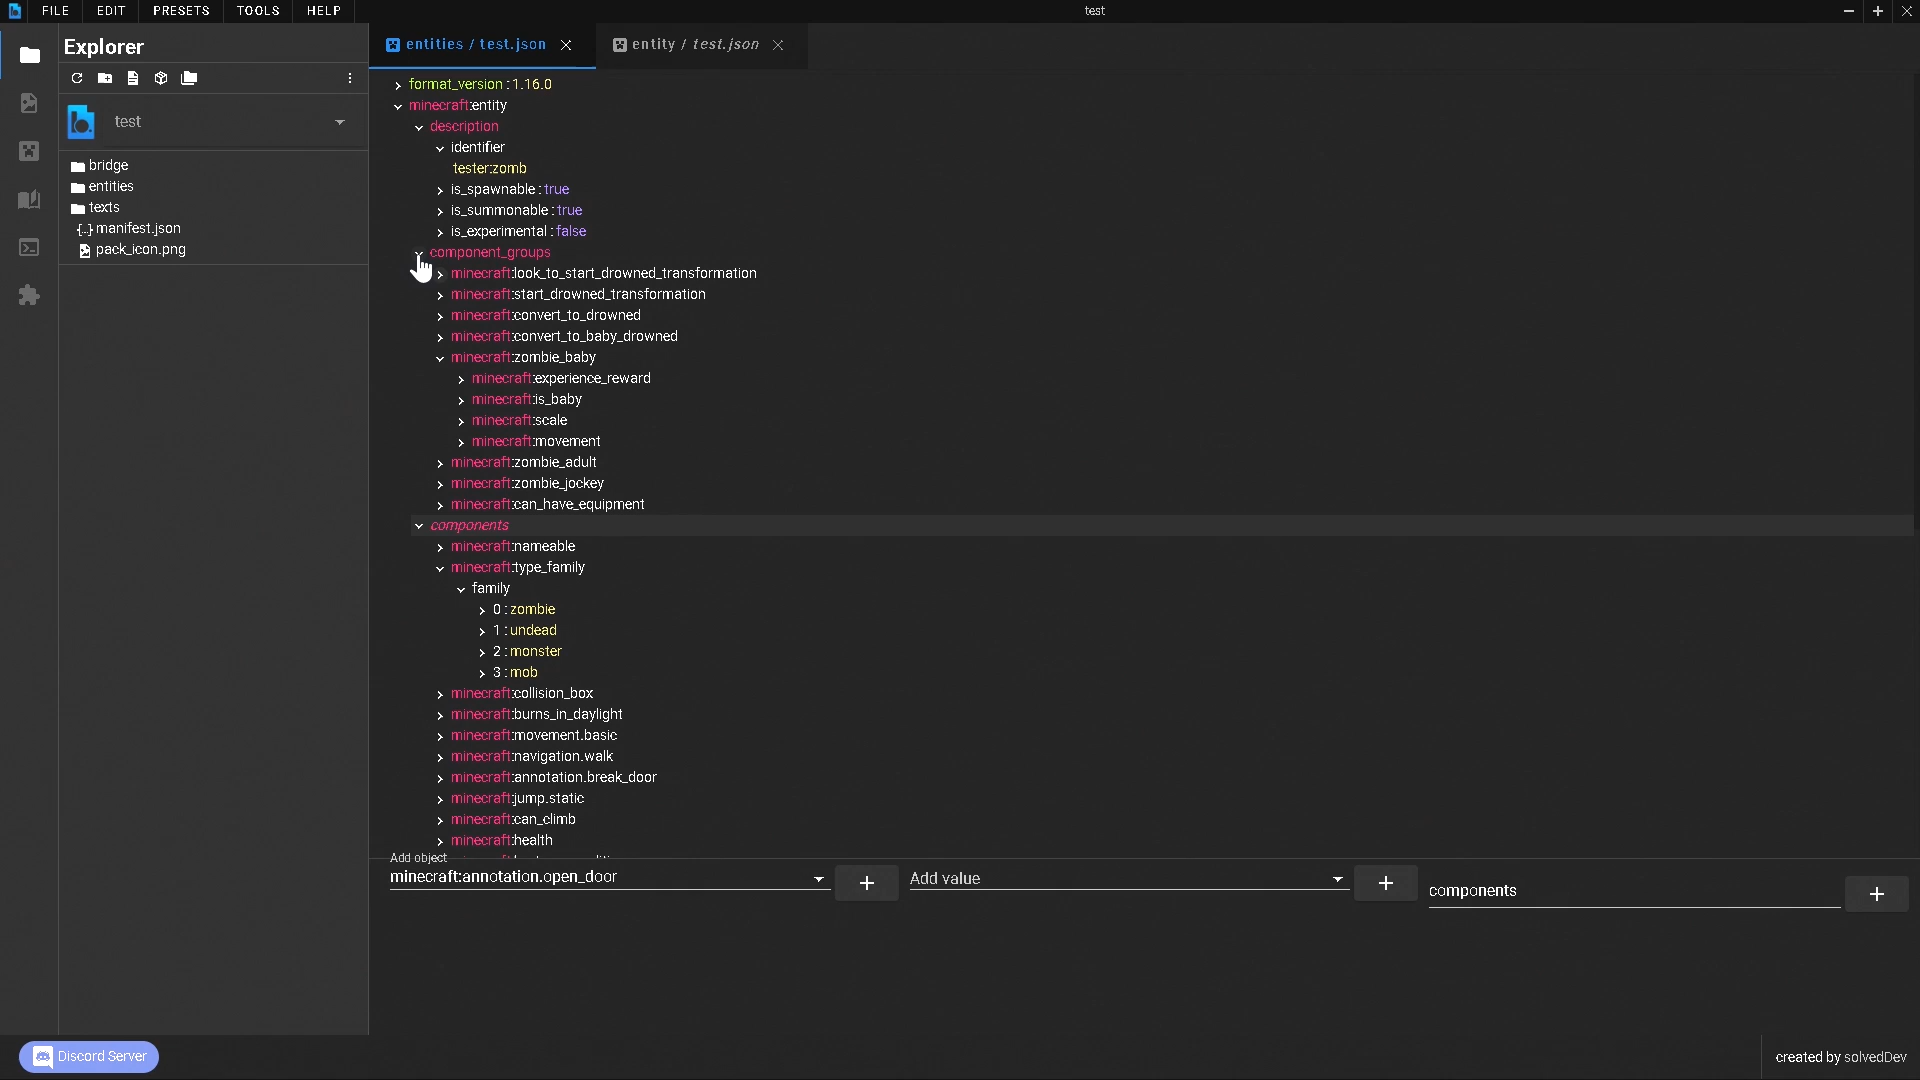 FILE EDIT PRESETS TOOLS HELP test
Explorer
test
bridge
entities
texts
manifest.json
pack_icon.png
entities / test.json
entity / test.json
format_version : 1.16.0
minecraft:entity
description
identifier
tester:zomb
is_spawnable : true
is_summonable : true
is_experimental : false
component_groups
minecraft:look_to_start_drowned_transformation
minecraft:start_drowned_transformation
minecraft:convert_to_drowned
minecraft:convert_to_baby_drowned
minecraft:zombie_baby
minecraft:experience_reward
minecraft:is_baby
minecraft:scale
minecraft:movement
minecraft:zombie_adult
minecraft:zombie_jockey
minecraft:can_have_equipment
components
minecraft:nameable
minecraft:type_family
family
0 : zombie
1 : undead
2 : monster
3 : mob
minecraft:collision_box
minecraft:burns_in_daylight
minecraft:movement.basic
minecraft:navigation.walk
minecraft:annotation.break_door
minecraft:jump.static
minecraft:can_climb
minecraft:health
Add object
minecraft:annotation.open_door
Add value
components
Discord Server
created by solvedDev